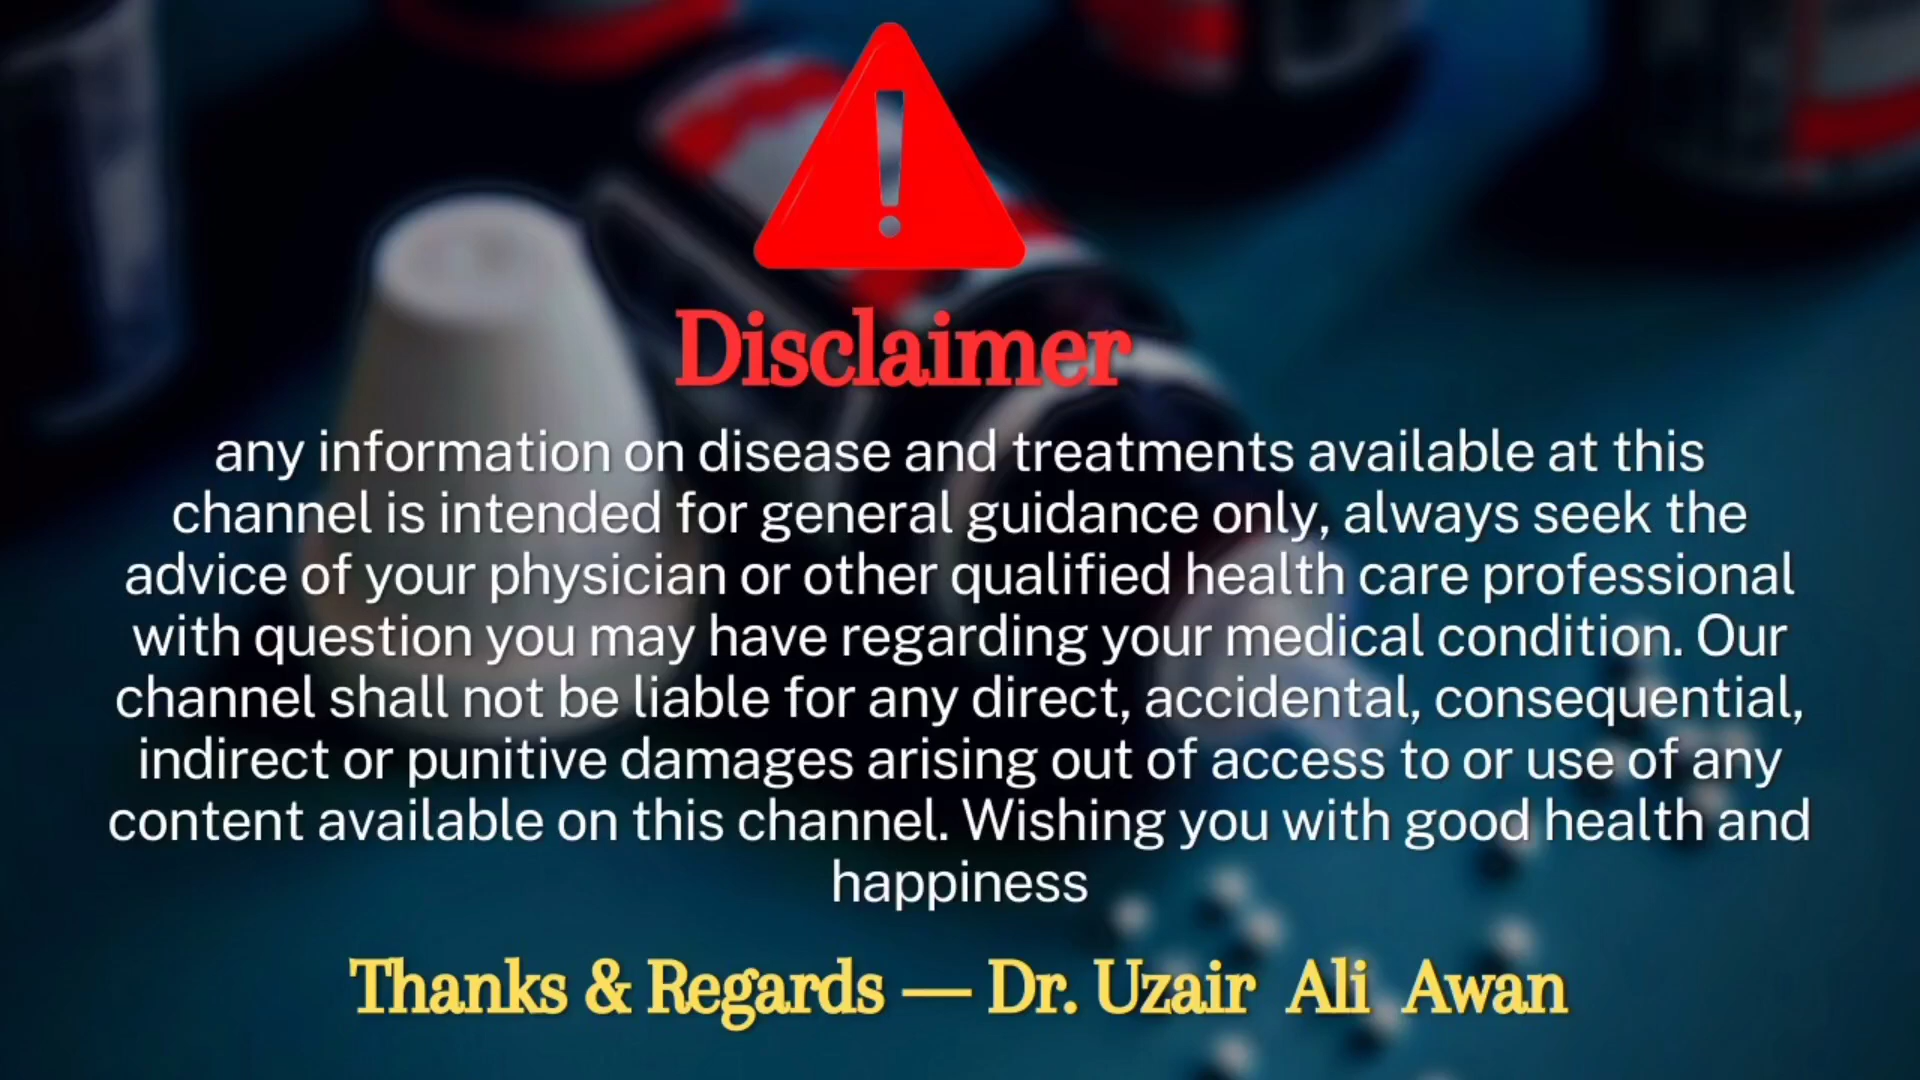 Disclaimer
any information on disease and treatments available at this
channel is intended for general guidance only, always seek the
advice of your physician or other qualified health care professional
with question you may have regarding your medical condition. Our
channel shall not be liable for any direct, accidental, consequential,
indirect or punitive damages arising out of access to or use of any
content available on this channel. Wishing you with good health and
happiness
Thanks & Regards — Dr. Uzair Ali Awan